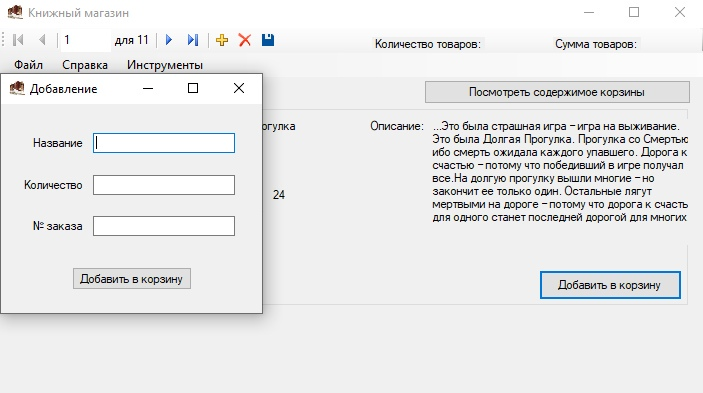 Книжный магазин
1 для 11
Количество товаров: Сумма товаров:
Файл Справка Инструменты
Посмотреть содержимое корзины
Добавление
Название
Количество
№ заказа
Добавить в корзину
огулка
24
Описание:
...Это была страшная игра – игра на выживание.
Это была Долгая Прогулка. Прогулка со Смертью
ибо смерть ожидала каждого упавшего. Дорога к
счастью – потому что победивший в игре получал
все.На долгую прогулку вышли многие – но
закончит ее только один. Остальные лягут
мертвыми на дороге – потому что дорога к счасть
для одного станет последней дорогой для многих
Добавить в корзину